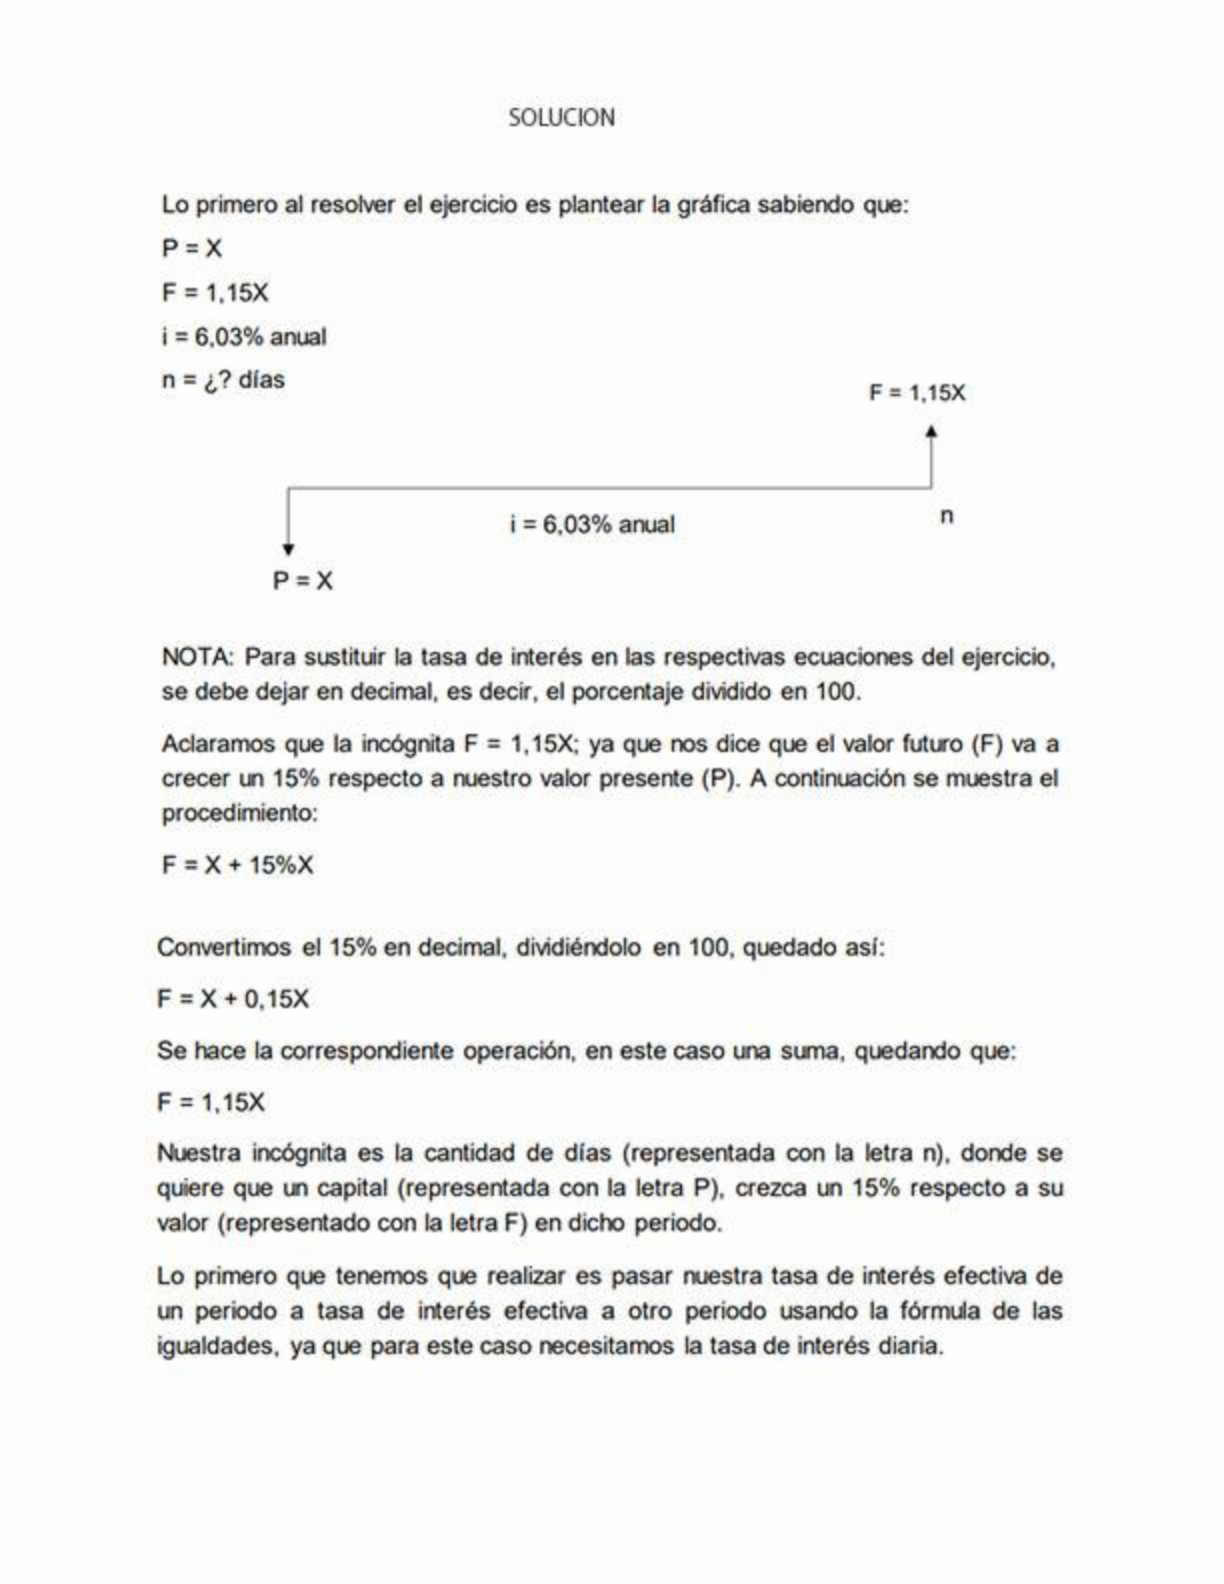 SOLUCION
Lo primero al resolver el ejercicio es plantear la gráfica sabiendo que:
P = X
F = 1,15X
i = 6,03% anual
n = ¿? días
F = 1,15X
i = 6,03% anual
n
P = X
NOTA: Para sustituir la tasa de interés en las respectivas ecuaciones del ejercicio,
se debe dejar en decimal, es decir, el porcentaje dividido en 100.
Aclaramos que la incógnita F = 1,15X; ya que nos dice que el valor futuro (F) va a
crecer un 15% respecto a nuestro valor presente (P). A continuación se muestra el
procedimiento:
F = X + 15%X
Convertimos el 15% en decimal, dividiéndolo en 100, quedado así:
F = X + 0,15X
Se hace la correspondiente operación, en este caso una suma, quedando que:
F = 1,15X
Nuestra incógnita es la cantidad de días (representada con la letra n), donde se
quiere que un capital (representada con la letra P), crezca un 15% respecto a su
valor (representado con la letra F) en dicho periodo.
Lo primero que tenemos que realizar es pasar nuestra tasa de interés efectiva de
un periodo a tasa de interés efectiva a otro periodo usando la fórmula de las
igualdades, ya que para este caso necesitamos la tasa de interés diaria.